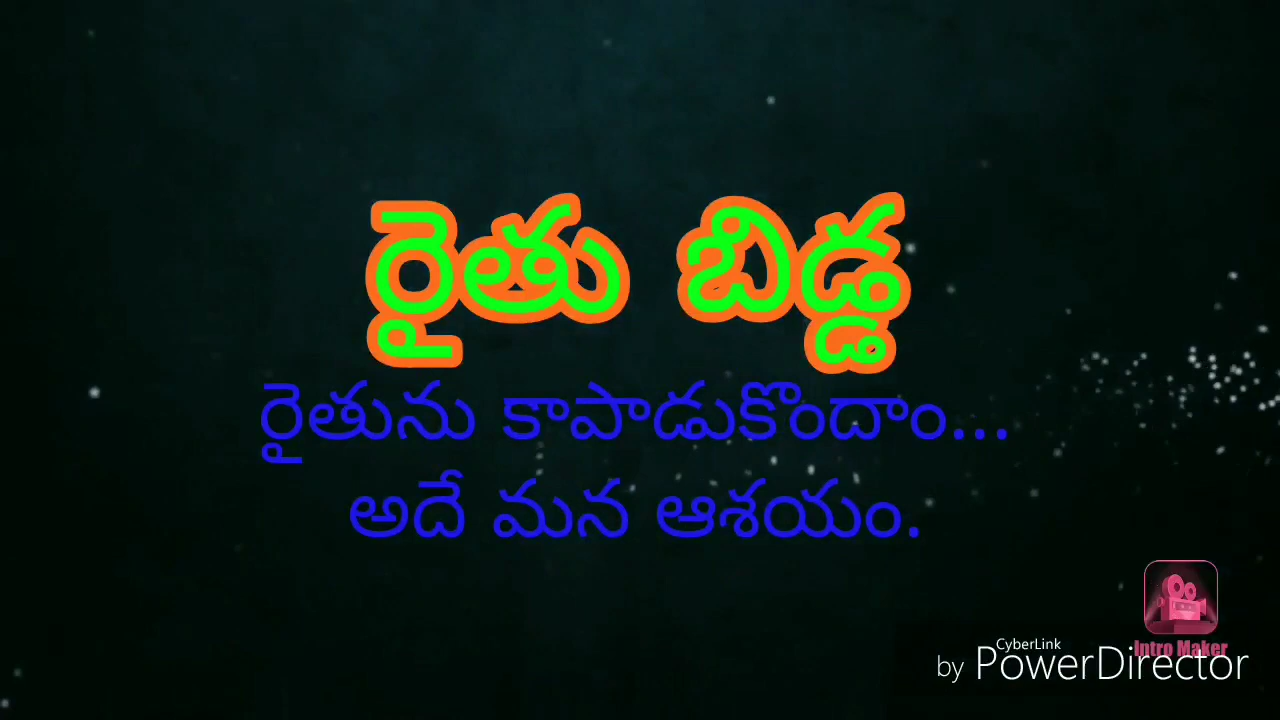 రైతు బిడ్డ
రైతును కాపాడుకొందాం...
అదే మన ఆశయం.
Intro Maker
CyberLink
by PowerDirector